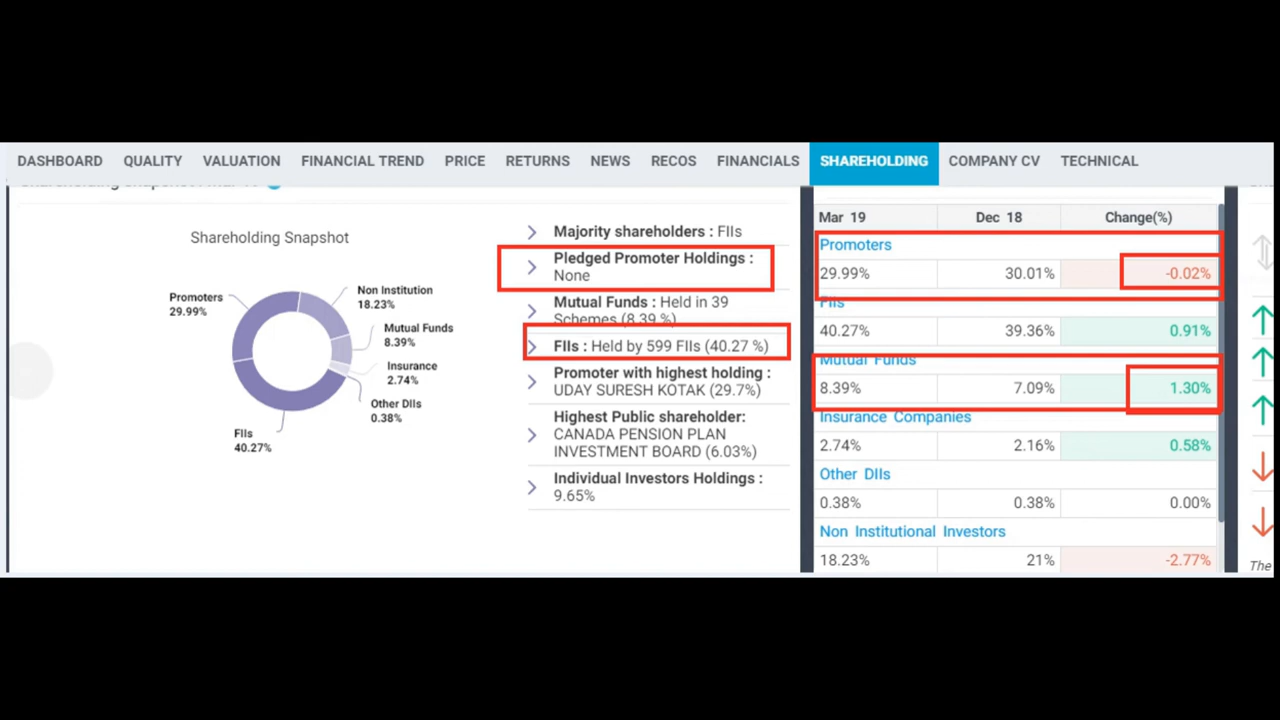 DASHBOARD QUALITY VALUATION FINANCIAL TREND PRICE RETURNS NEWS RECOS FINANCIALS SHAREHOLDING COMPANY CV TECHNICAL
Shareholding Snapshot
Promoters
29.99%
Non Institution
18.23%
Mutual Funds
8.39%
Insurance
2.74%
Other DIIs
0.38%
FIIs
40.27%
Majority shareholders : FIIs
Pledged Promoter Holdings :
None
Mutual Funds : Held in 39
Schemes (8.39 %)
FIIs : Held by 599 FIIs (40.27 %)
Promoter with highest holding :
UDAY SURESH KOTAK (29.7%)
Highest Public shareholder:
CANADA PENSION PLAN
INVESTMENT BOARD (6.03%)
Individual Investors Holdings :
9.65%
Mar 19 Dec 18 Change(%)
Promoters
29.99% 30.01% -0.02%
FIIs
40.27% 39.36% 0.91%
Mutual Funds
8.39% 7.09% 1.30%
Insurance Companies
2.74% 2.16% 0.58%
Other DIIs
0.38% 0.38% 0.00%
Non Institutional Investors
18.23% 21% -2.77%
The